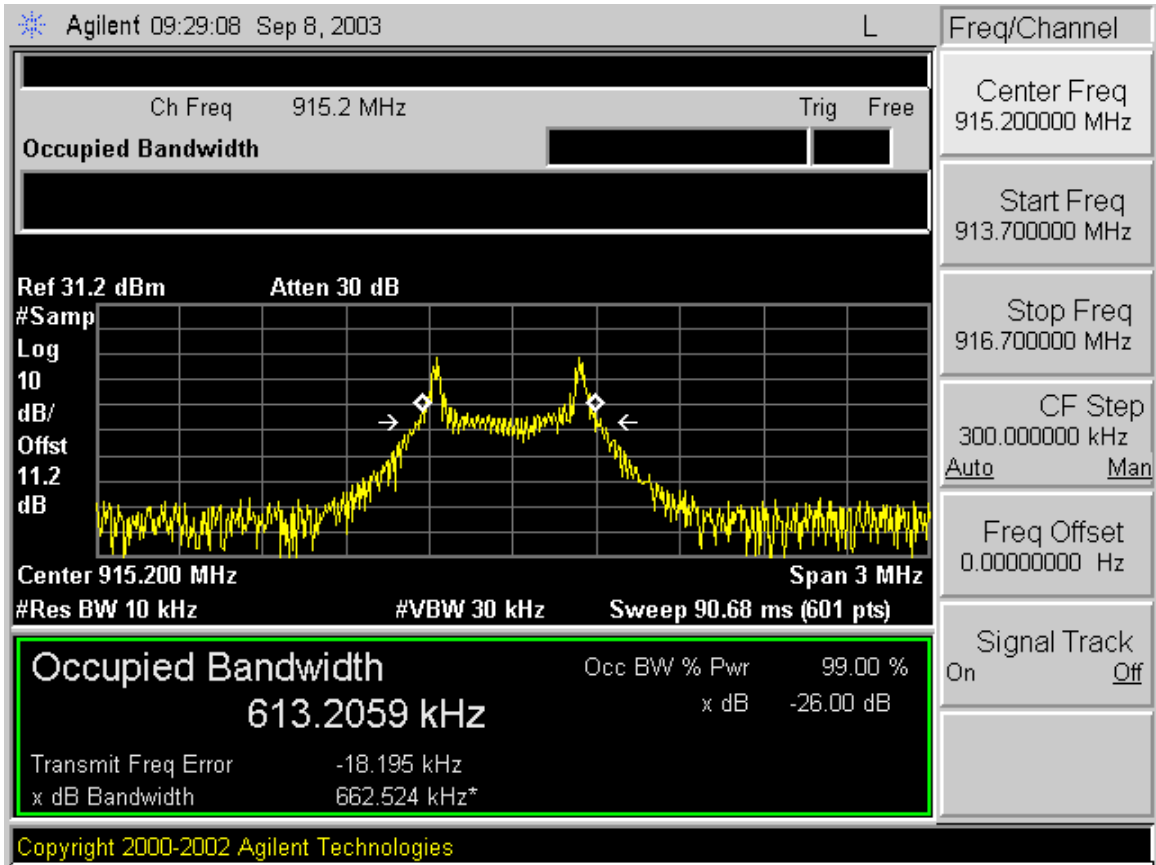 Agilent 09:29:08 Sep 8, 2003 L
Freq/Channel
Ch Freq 915.2 MHz Trig Free
Occupied Bandwidth
Ref 31.2 dBm Atten 30 dB
#Samp
Log
10
dB/
Offst
11.2
dB
Center 915.200 MHz Span 3 MHz
#Res BW 10 kHz #VBW 30 kHz Sweep 90.68 ms (601 pts)
Occupied Bandwidth
613.2059 kHz
Occ BW % Pwr 99.00 %
x dB -26.00 dB
Transmit Freq Error -18.195 kHz
x dB Bandwidth 662.524 kHz*
Copyright 2000-2002 Agilent Technologies
Center Freq
915.200000 MHz
Start Freq
913.700000 MHz
Stop Freq
916.700000 MHz
CF Step
300.000000 kHz
Auto Man
Freq Offset
0.00000000 Hz
Signal Track
On Off